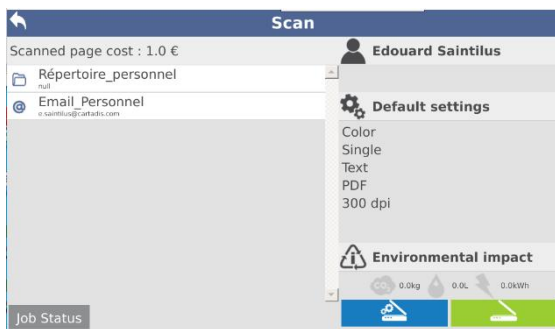 Scan
Scanned page cost : 1.0 €
Répertoire_personnel
null
Email_Personnel
e.saintilus@cartadis.com
Job Status
Edouard Saintilus
Default settings
Color
Single
Text
PDF
300 dpi
Environmental impact
CO₂ 0.0kg 0.0L 0.0kWh